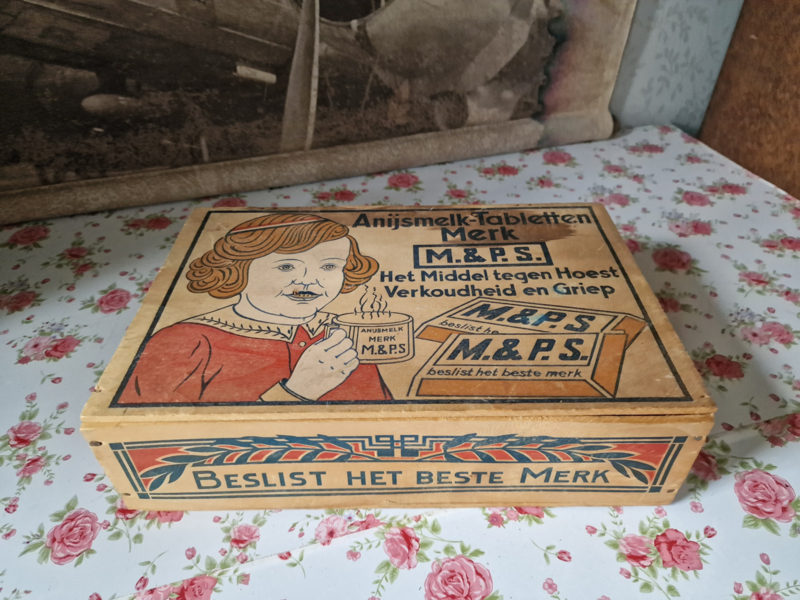 Anijsmelk-Tabletten
Merk
M. & P.S.
Het Middel tegen Hoest
Verkoudheid en Griep
ANIJSMELK
MERK
M.&P.S
M.& P.S
beslist he
M.& P.S.
beslist het beste merk
BESLIST HET BESTE MERK